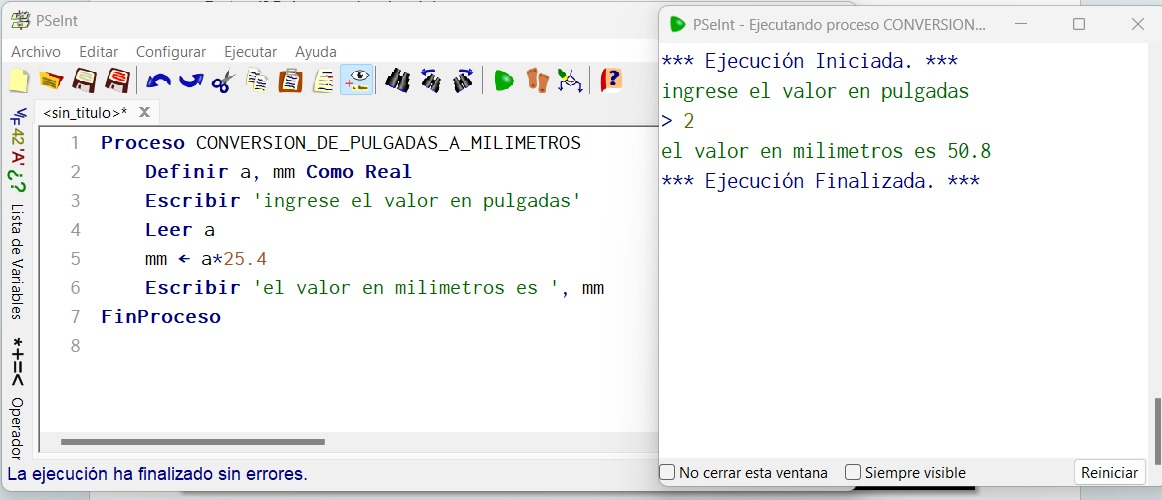 PSeInt
Archivo Editar Configurar Ejecutar Ayuda
<sin_titulo>* X
42 'A' ¿?
Lista de Variables
*+=<
Operador
1 Proceso CONVERSION_DE_PULGADAS_A_MILIMETROS
2 Definir a, mm Como Real
3 Escribir 'ingrese el valor en pulgadas'
4 Leer a
5 mm ← a*25.4
6 Escribir 'el valor en milimetros es ', mm
7 FinProceso
8
La ejecución ha finalizado sin errores.
PSeInt - Ejecutando proceso CONVERSION...
*** Ejecución Iniciada. ***
ingrese el valor en pulgadas
> 2
el valor en milimetros es 50.8
*** Ejecución Finalizada. ***
No cerrar esta ventana Siempre visible Reiniciar